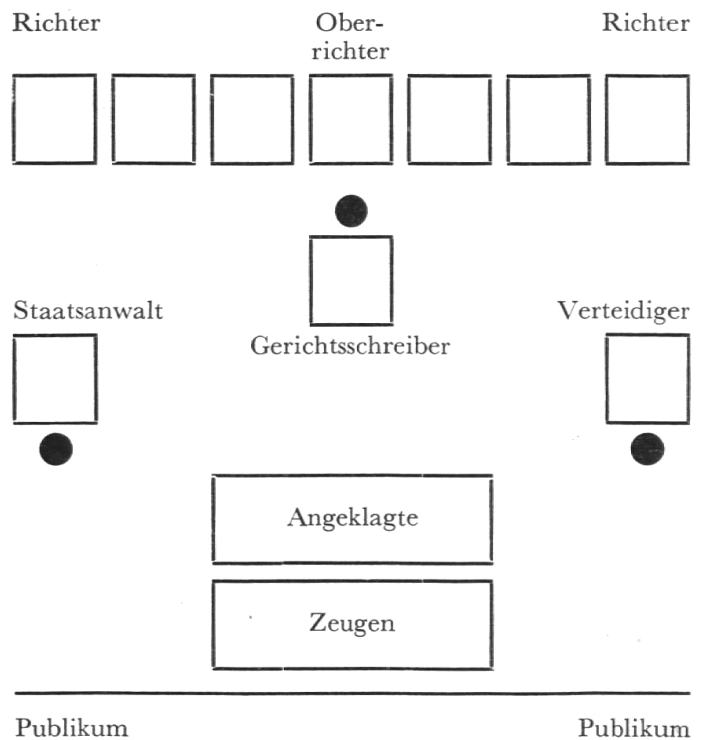 Richter
Ober-
richter
Richter
Staatsanwalt
Verteidiger
Gerichtsschreiber
Angeklagte
Zeugen
Publikum
Publikum